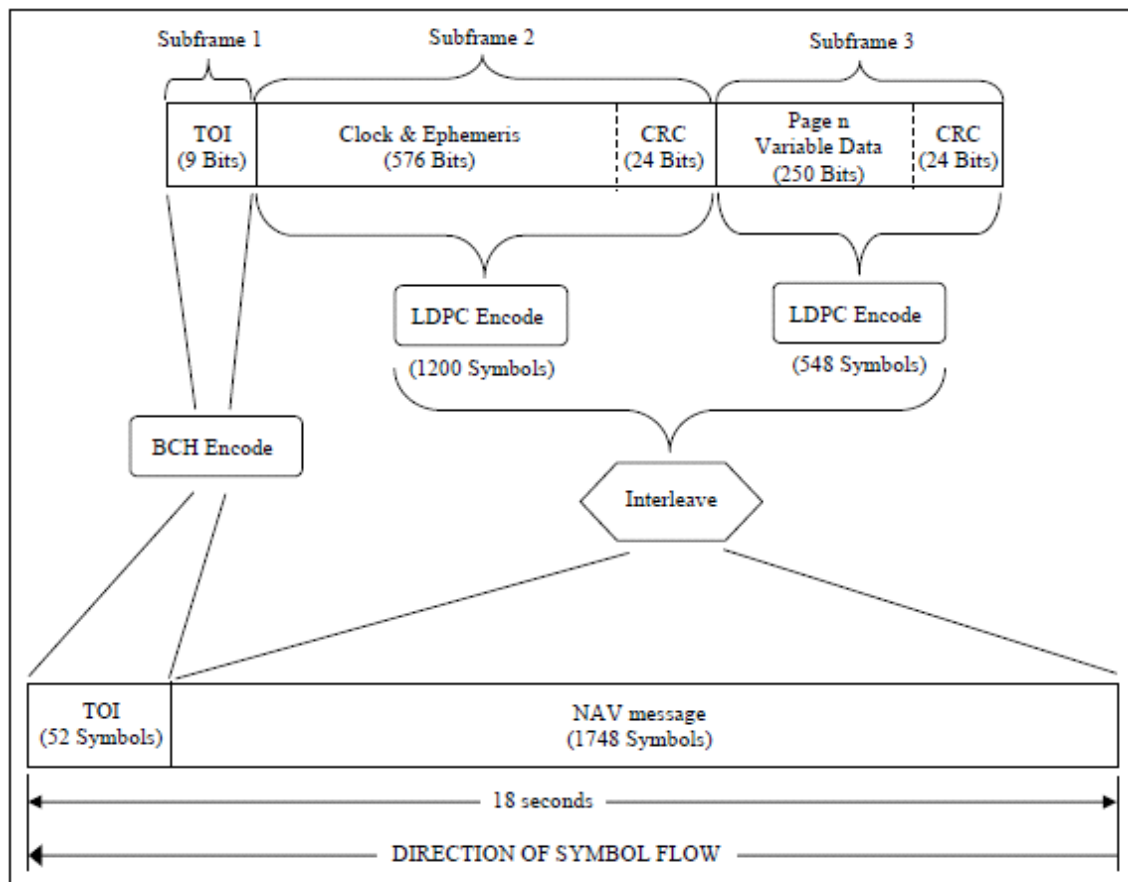 Subframe 1
Subframe 2
Subframe 3
TOI
(9 Bits)
Clock & Ephemeris
(576 Bits)
CRC
(24 Bits)
Page n
Variable Data
(250 Bits)
CRC
(24 Bits)
LDPC Encode
(1200 Symbols)
LDPC Encode
(548 Symbols)
BCH Encode
Interleave
TOI
(52 Symbols)
NAV message
(1748 Symbols)
18 seconds
DIRECTION OF SYMBOL FLOW